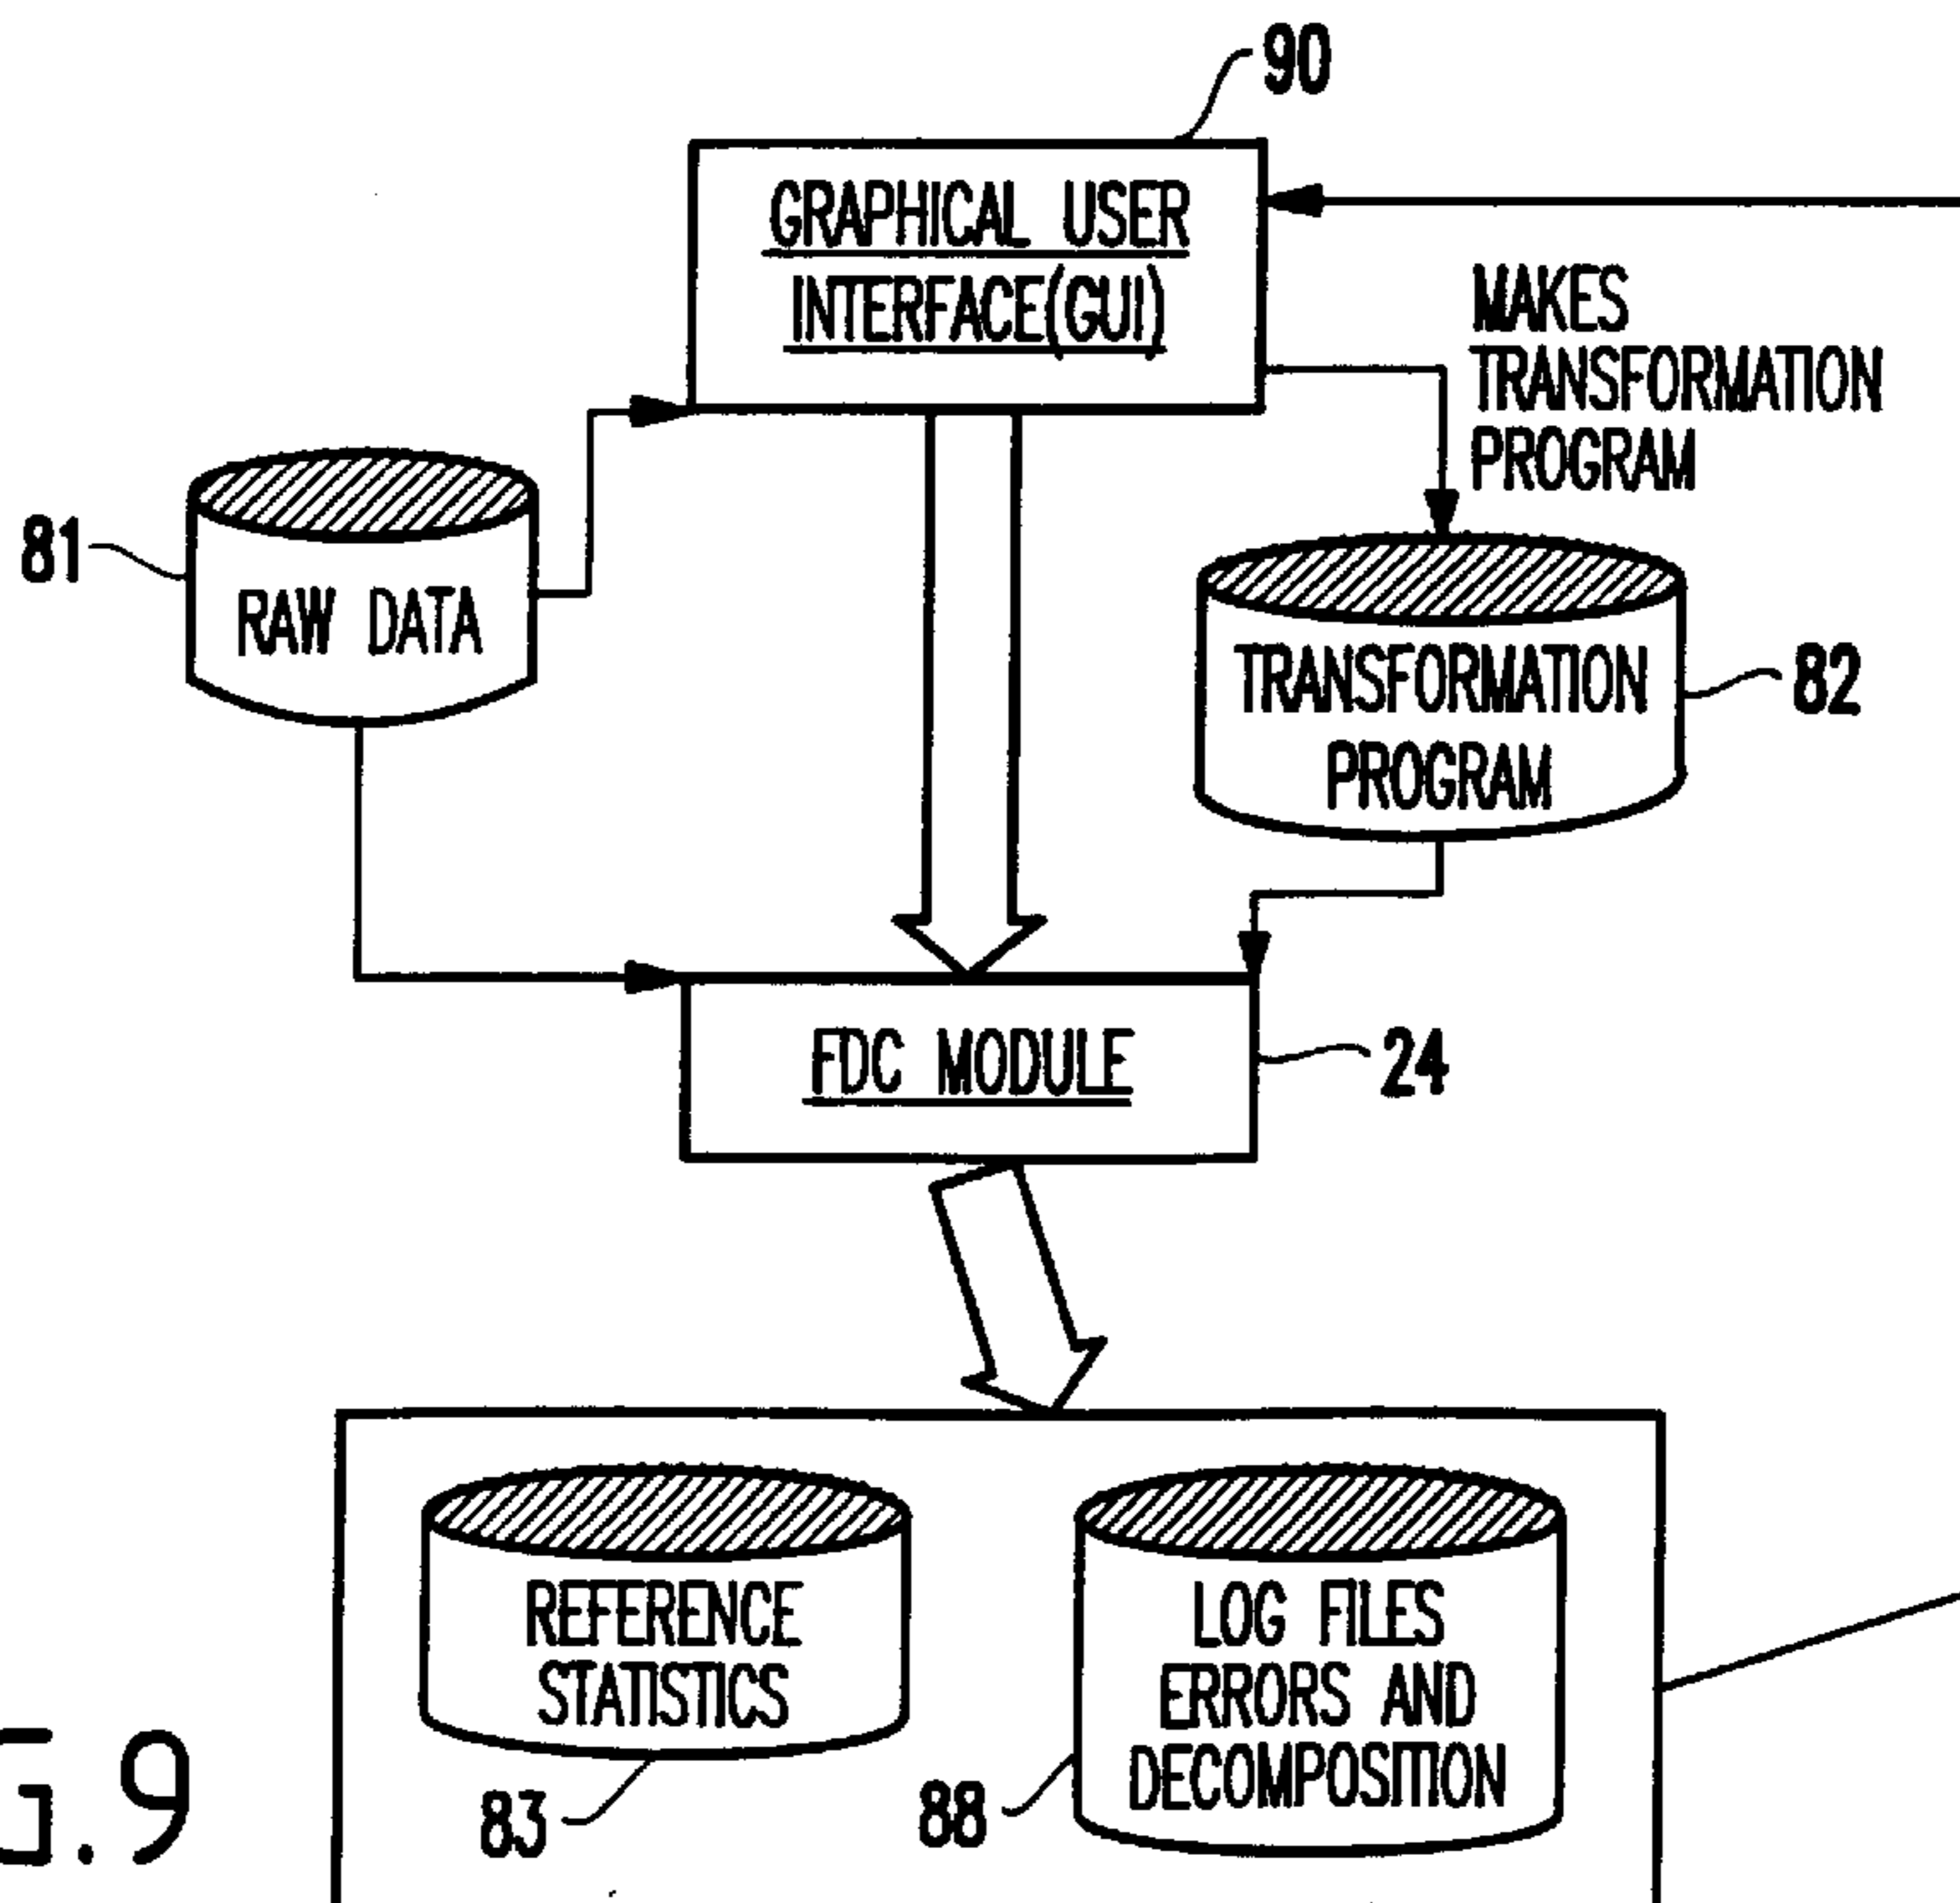 90
GRAPHICAL USER
INTERFACE(GUI)
MAKES
TRANSFORMATION
PROGRAM
81
RAW DATA
TRANSFORMATION
PROGRAM
82
FDC MODULE
24
REFERENCE
STATISTICS
83
LOG FILES
ERRORS AND
DECOMPOSITION
88
G.9